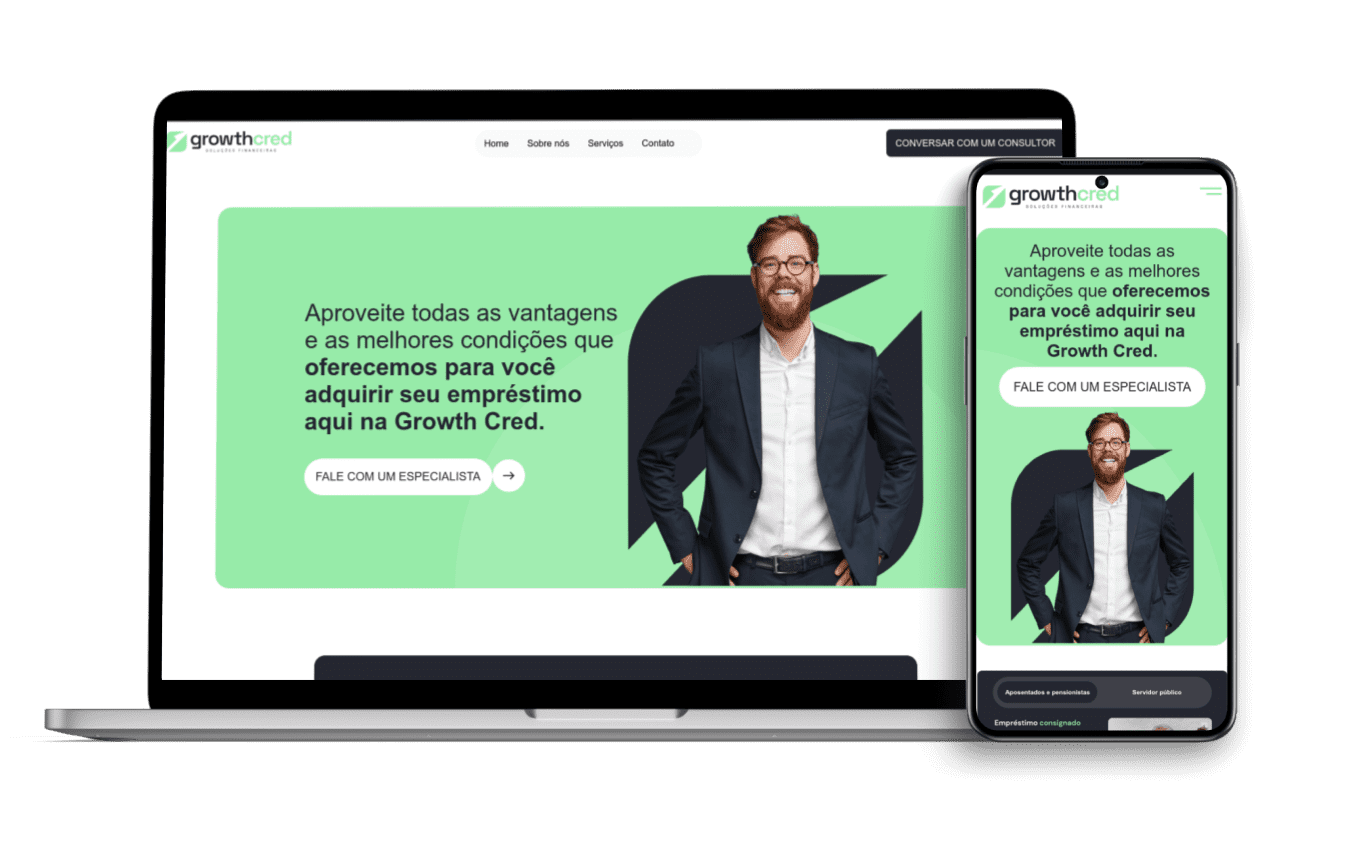 growthcred
SOLUÇÕES FINANCEIRAS
Home
Sobre nós
Serviços
Contato
CONVERSAR COM UM CONSULTOR
Aproveite todas as vantagens
e as melhores condições que
oferecemos para você
adquirir seu empréstimo
aqui na Growth Cred.
FALE COM UM ESPECIALISTA
growthcred
SOLUÇÕES FINANCEIRAS
Aproveite todas as
vantagens e as melhores
condições que oferecemos
para você adquirir seu
empréstimo aqui na
Growth Cred.
FALE COM UM ESPECIALISTA
Aposentados e pensionistas
Servidor público
Empréstimo consignado